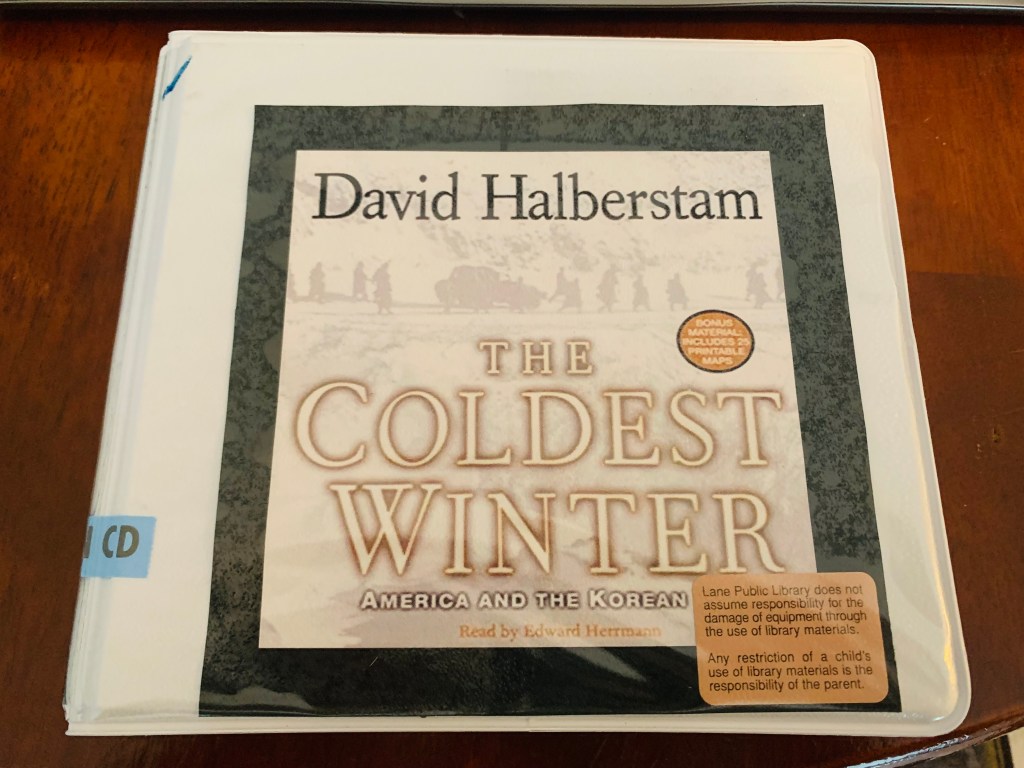 David Halberstam
BONUS
MATERIAL:
INCLUDES 25
PRINTABLE
MAPS
THE
COLDEST
WINTER
AMERICA AND THE KOREAN
Read by Edward Herrmann
CD
Lane Public Library does not
assume responsibility for the
damage of equipment through
the use of library materials.
Any restriction of a child's
use of library materials is the
responsibility of the parent.